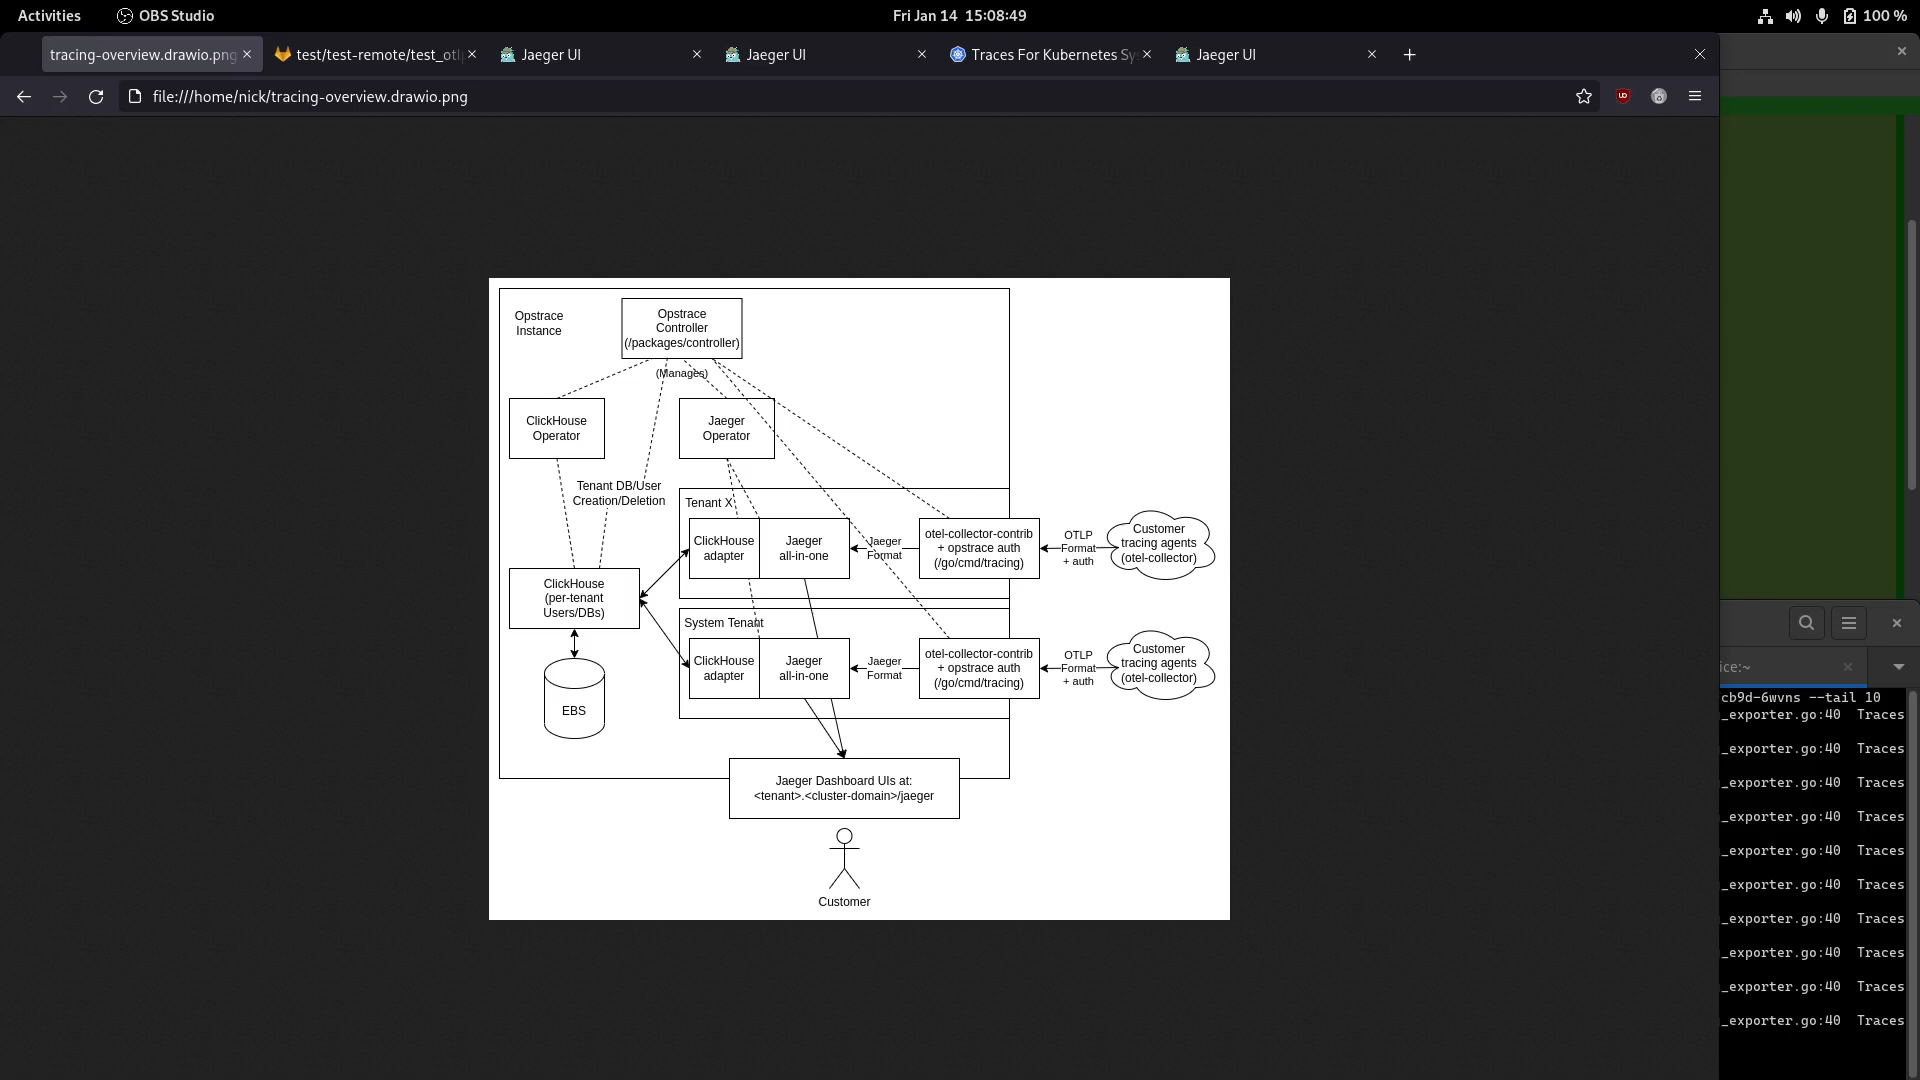 Activities
OBS Studio
Fri Jan 14 15:08:49
100 %
tracing-overview.drawio.png
test/test-remote/test_otlp
Jaeger UI
Jaeger UI
Traces For Kubernetes Sy
Jaeger UI
file:///home/nick/tracing-overview.drawio.png
Opstrace
Instance
Opstrace
Controller
(/packages/controller)
(Manages)
ClickHouse
Operator
Jaeger
Operator
Tenant DB/User
Creation/Deletion
Tenant X
ClickHouse
adapter
Jaeger
all-in-one
Jaeger
Format
otel-collector-contrib
+ opstrace auth
(/go/cmd/tracing)
OTLP
Format
+ auth
Customer
tracing agents
(otel-collector)
ClickHouse
(per-tenant
Users/DBs)
System Tenant
ClickHouse
adapter
Jaeger
all-in-one
Jaeger
Format
otel-collector-contrib
+ opstrace auth
(/go/cmd/tracing)
OTLP
Format
+ auth
Customer
tracing agents
(otel-collector)
EBS
Jaeger Dashboard UIs at:
<tenant>.<cluster-domain>/jaeger
Customer
ice:~
cb9d-6wvns --tail 10
_exporter.go:40 Traces
_exporter.go:40 Traces
_exporter.go:40 Traces
_exporter.go:40 Traces
_exporter.go:40 Traces
_exporter.go:40 Traces
_exporter.go:40 Traces
_exporter.go:40 Traces
_exporter.go:40 Traces
_exporter.go:40 Traces